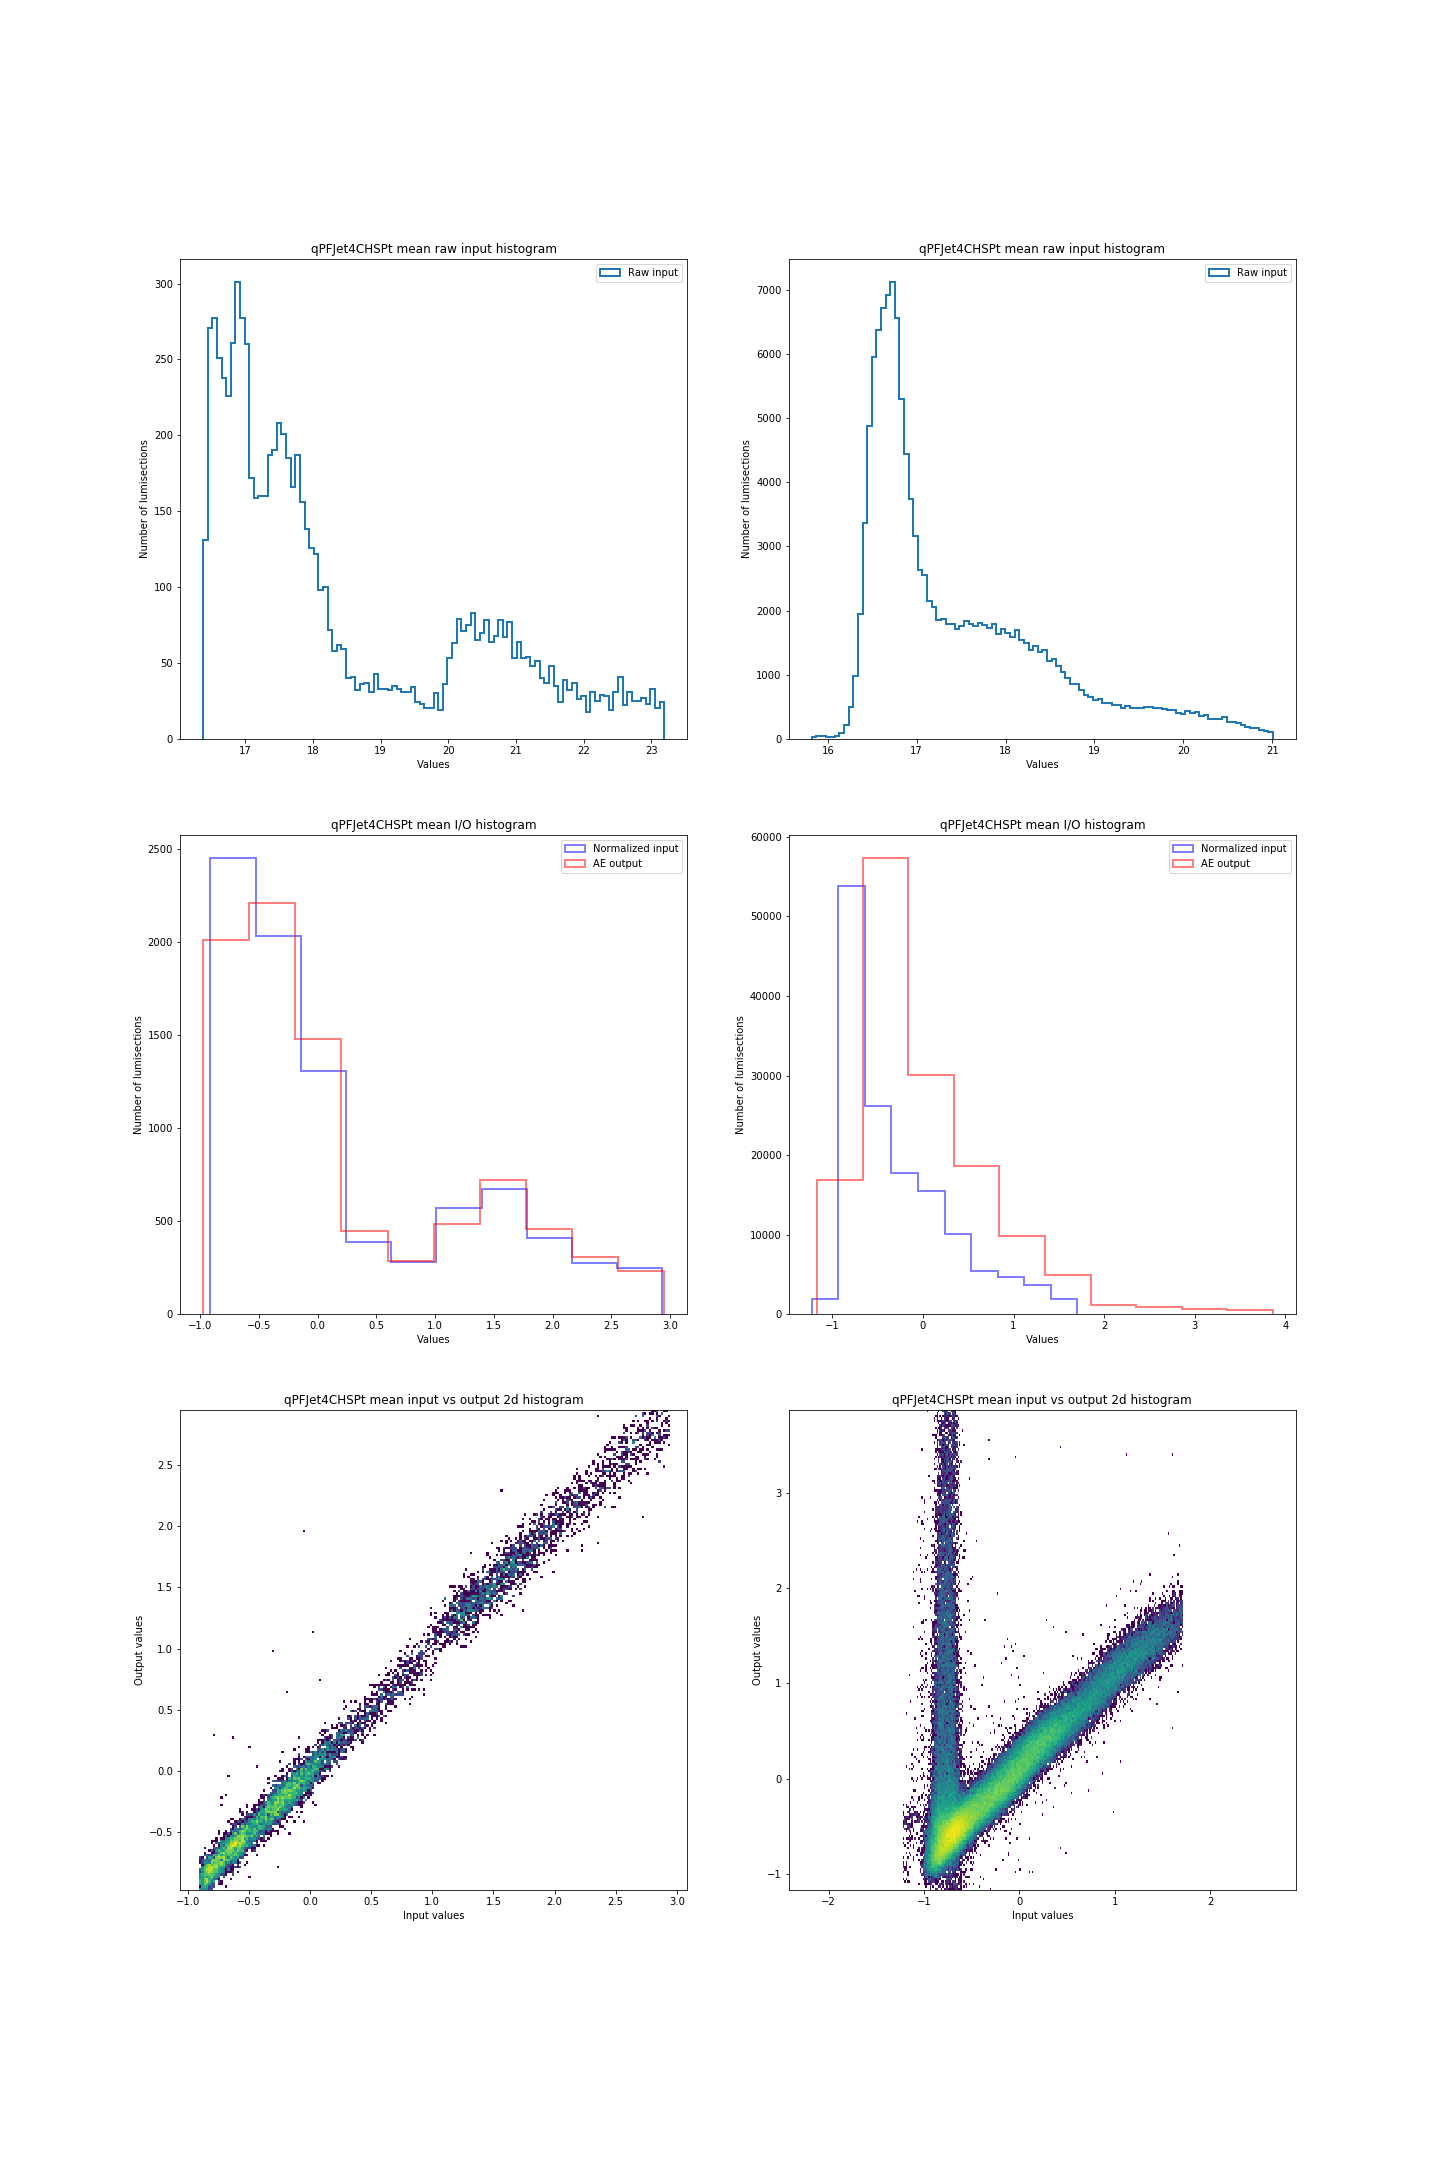 qPFJet4CHSPt mean raw input histogram
Raw input
Number of lumisections
300
250
200
150
100
50
0
17 18 19 20 21 22 23
Values
qPFJet4CHSPt mean raw input histogram
Raw input
Number of lumisections
7000
6000
5000
4000
3000
2000
1000
0
16 17 18 19 20 21
Values
qPFJet4CHSPt mean I/O histogram
Normalized input
AE output
Number of lumisections
2500
2000
1500
1000
500
0
−1.0 −0.5 0.0 0.5 1.0 1.5 2.0 2.5 3.0
Values
qPFJet4CHSPt mean I/O histogram
Normalized input
AE output
Number of lumisections
60000
50000
40000
30000
20000
10000
0
−1 0 1 2 3 4
Values
qPFJet4CHSPt mean input vs output 2d histogram
Output values
2.5
2.0
1.5
1.0
0.5
0.0
−0.5
−1.0 −0.5 0.0 0.5 1.0 1.5 2.0 2.5 3.0
Input values
qPFJet4CHSPt mean input vs output 2d histogram
Output values
3
2
1
0
−1
−2 −1 0 1 2
Input values